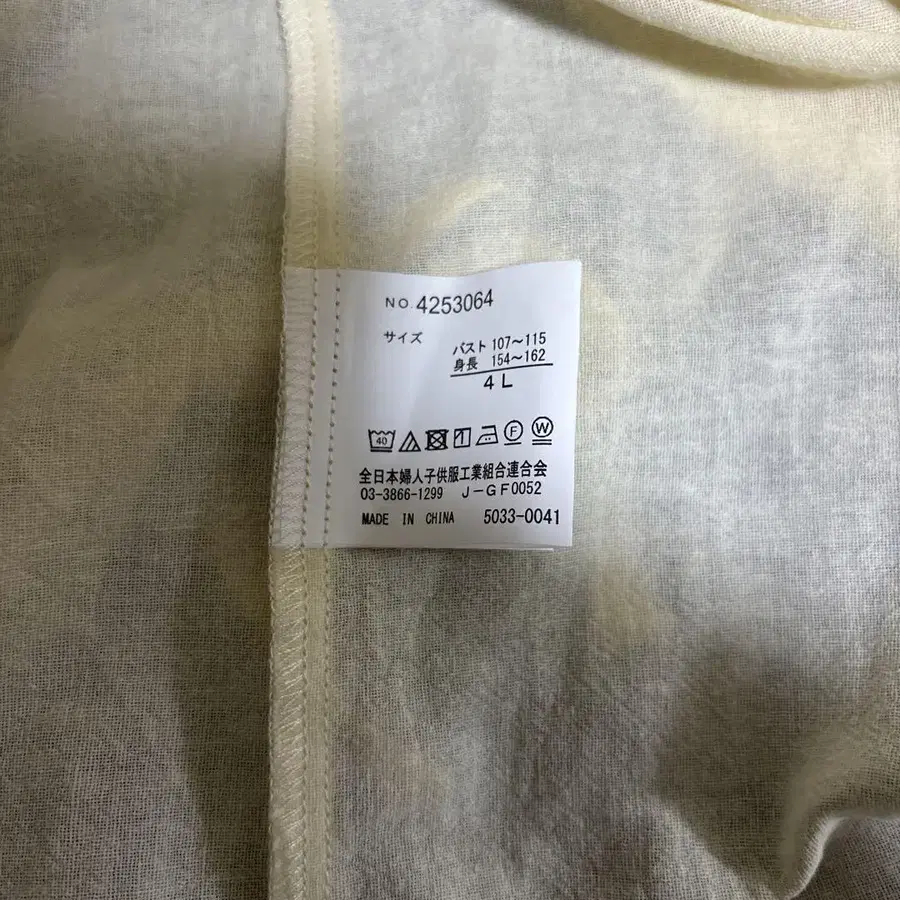 NO. 4253064
サイズ
バスト 107〜115
身長 154〜162
4L
40 F W
全日本婦人子供服工業組合連合会
03-3866-1299 J-GF0052
MADE IN CHINA 5033-0041